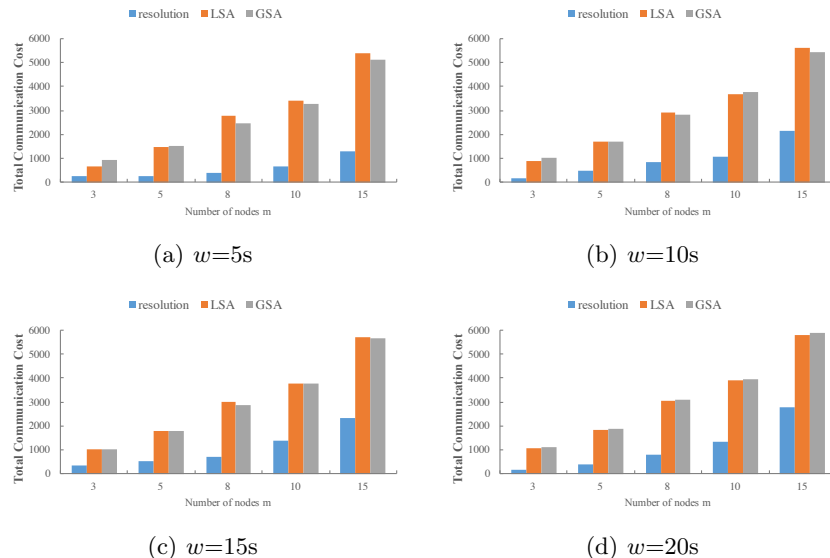 resolution LSA GSA
Total Communication Cost
6000
5000
4000
3000
2000
1000
0
3 5 8 10 15
Number of nodes m
(a) w=5s
resolution LSA GSA
Total Communication Cost
6000
5000
4000
3000
2000
1000
0
3 5 8 10 15
Number of nodes m
(b) w=10s
resolution LSA GSA
Total Communication Cost
6000
5000
4000
3000
2000
1000
0
3 5 8 10 15
Number of nodes m
(c) w=15s
resolution LSA GSA
Total Communication Cost
6000
5000
4000
3000
2000
1000
0
3 5 8 10 15
Number of nodes m
(d) w=20s